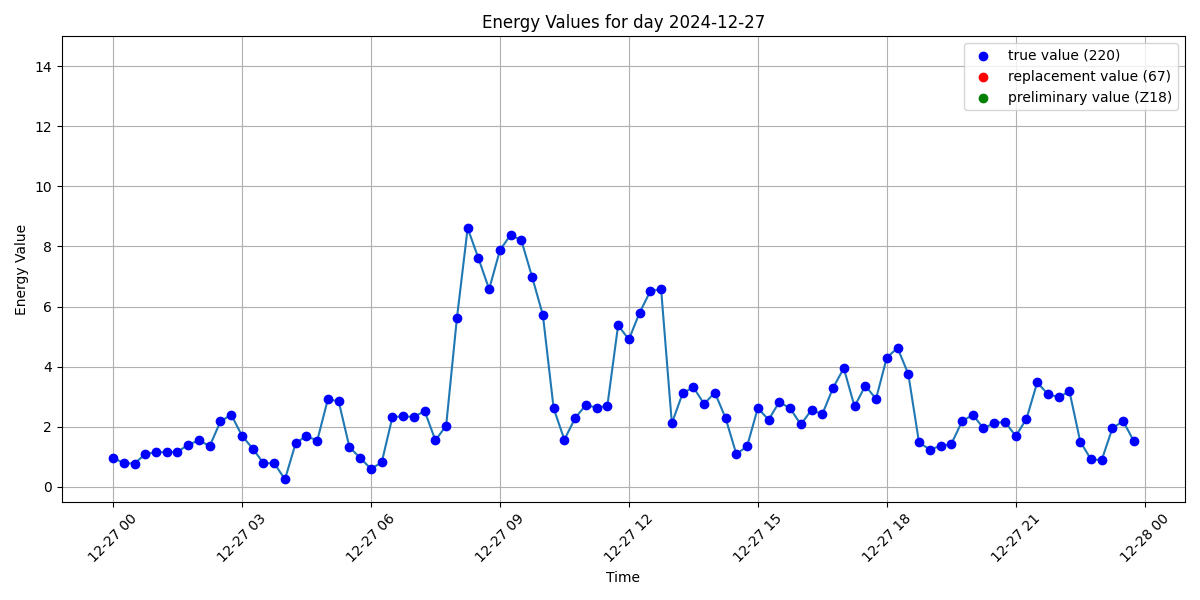 Energy Values for day 2024-12-27
true value (220)
replacement value (67)
preliminary value (Z18)
14
12
10
8
6
4
2
0
Energy Value
12-27 00
12-27 03
12-27 06
12-27 09
12-27 12
12-27 15
12-27 18
12-27 21
12-28 00
Time